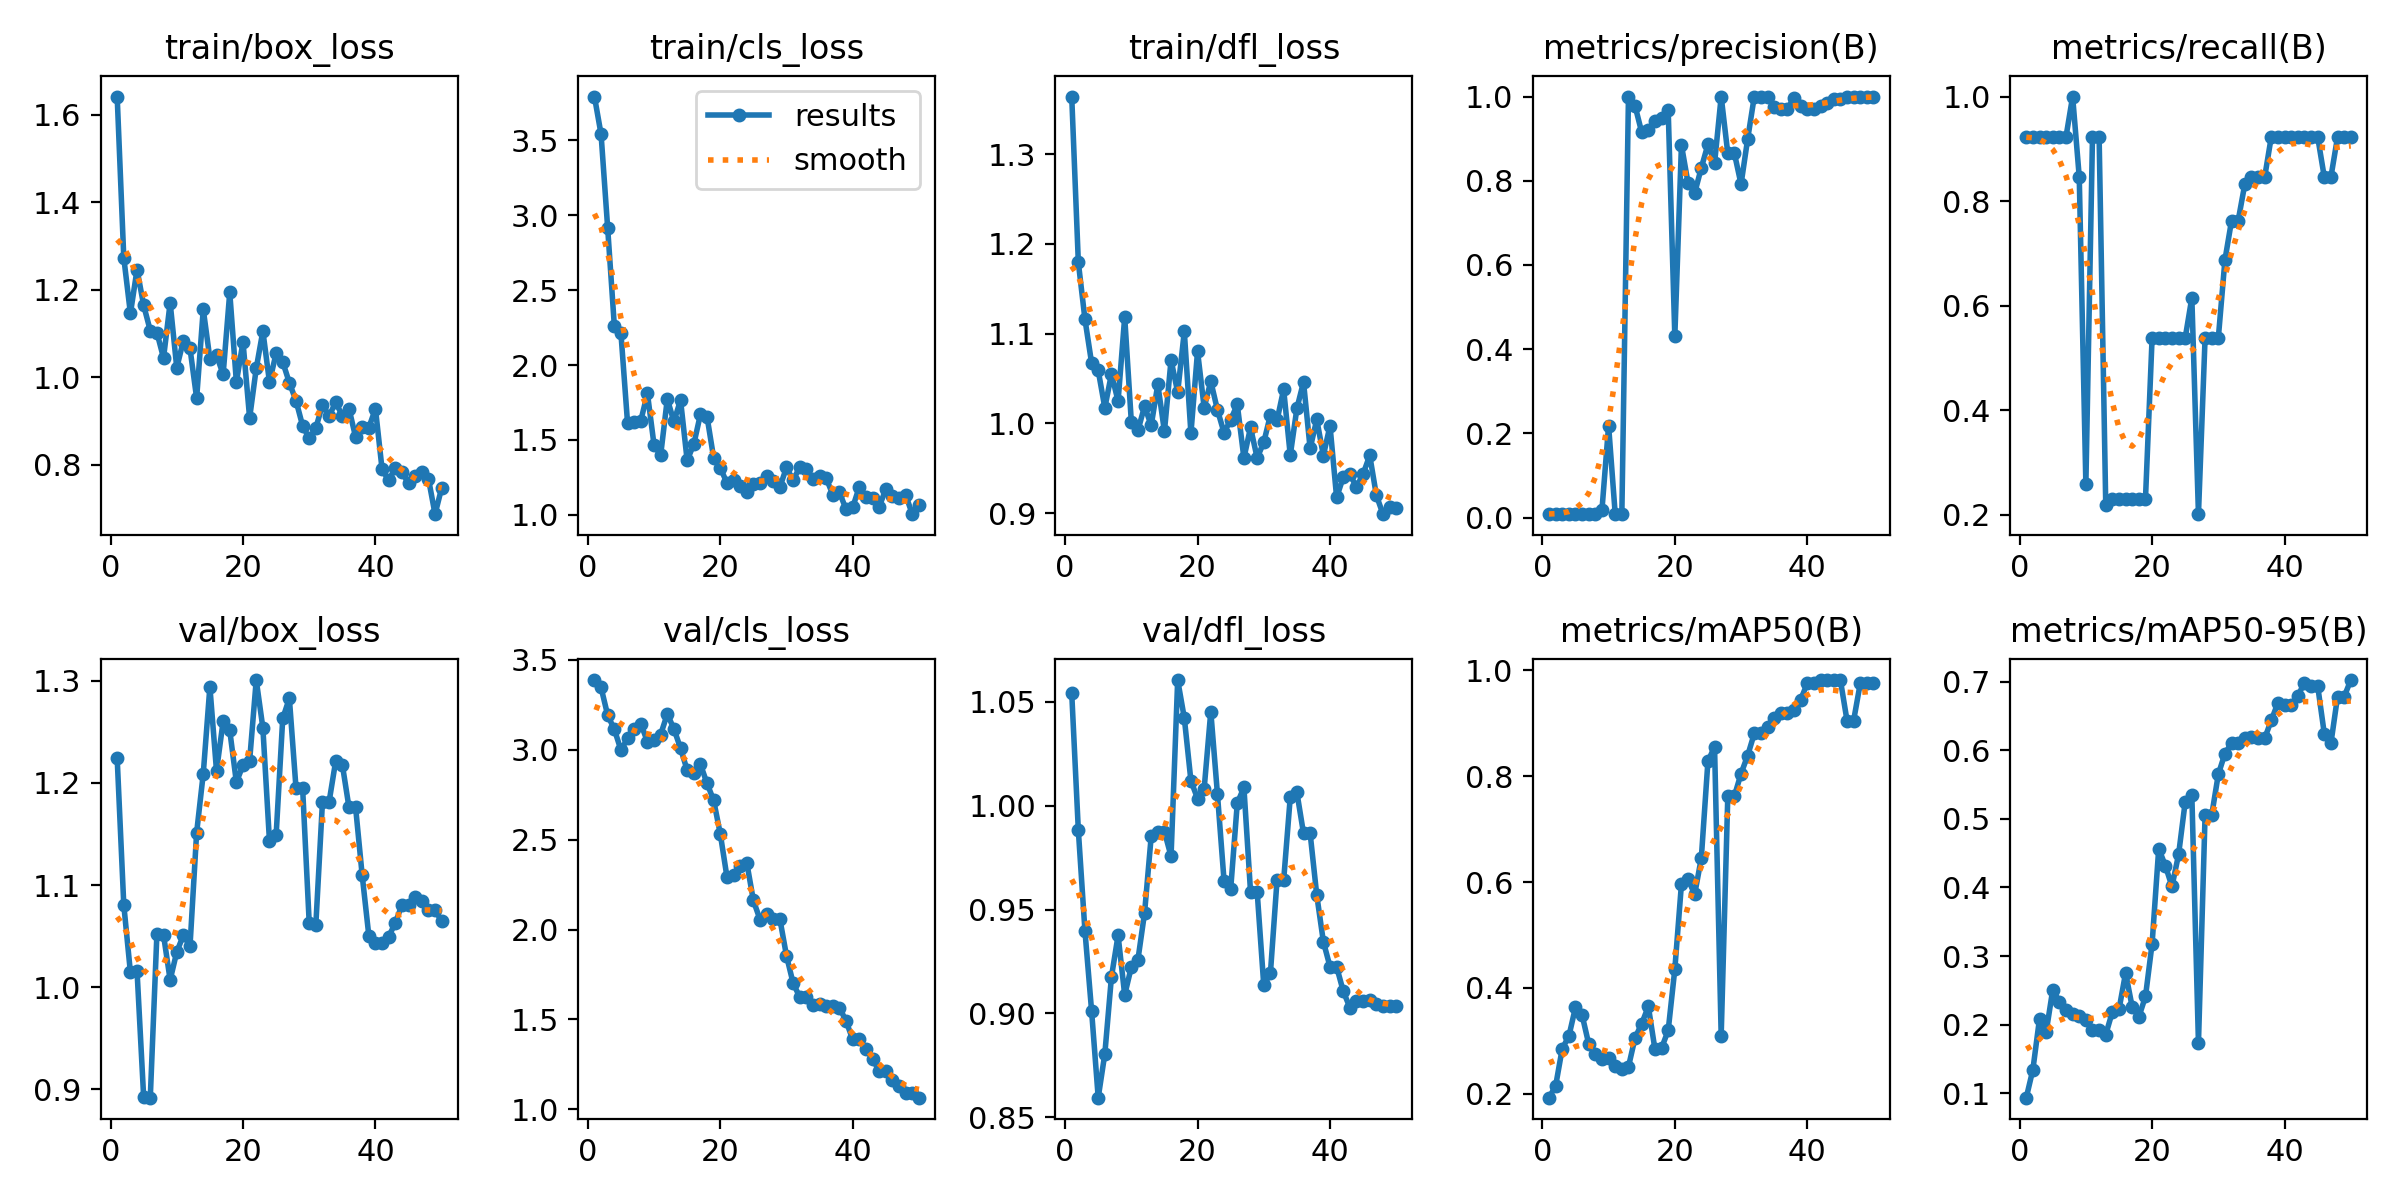 train/box_loss
1.6
1.4
1.2
1.0
0.8
0 20 40
train/cls_loss
results
smooth
3.5
3.0
2.5
2.0
1.5
1.0
0 20 40
train/dfl_loss
1.3
1.2
1.1
1.0
0.9
0 20 40
metrics/precision(B)
1.0
0.8
0.6
0.4
0.2
0.0
0 20 40
metrics/recall(B)
1.0
0.8
0.6
0.4
0.2
0 20 40
val/box_loss
1.3
1.2
1.1
1.0
0.9
0 20 40
val/cls_loss
3.5
3.0
2.5
2.0
1.5
1.0
0 20 40
val/dfl_loss
1.05
1.00
0.95
0.90
0.85
0 20 40
metrics/mAP50(B)
1.0
0.8
0.6
0.4
0.2
0 20 40
metrics/mAP50-95(B)
0.7
0.6
0.5
0.4
0.3
0.2
0.1
0 20 40